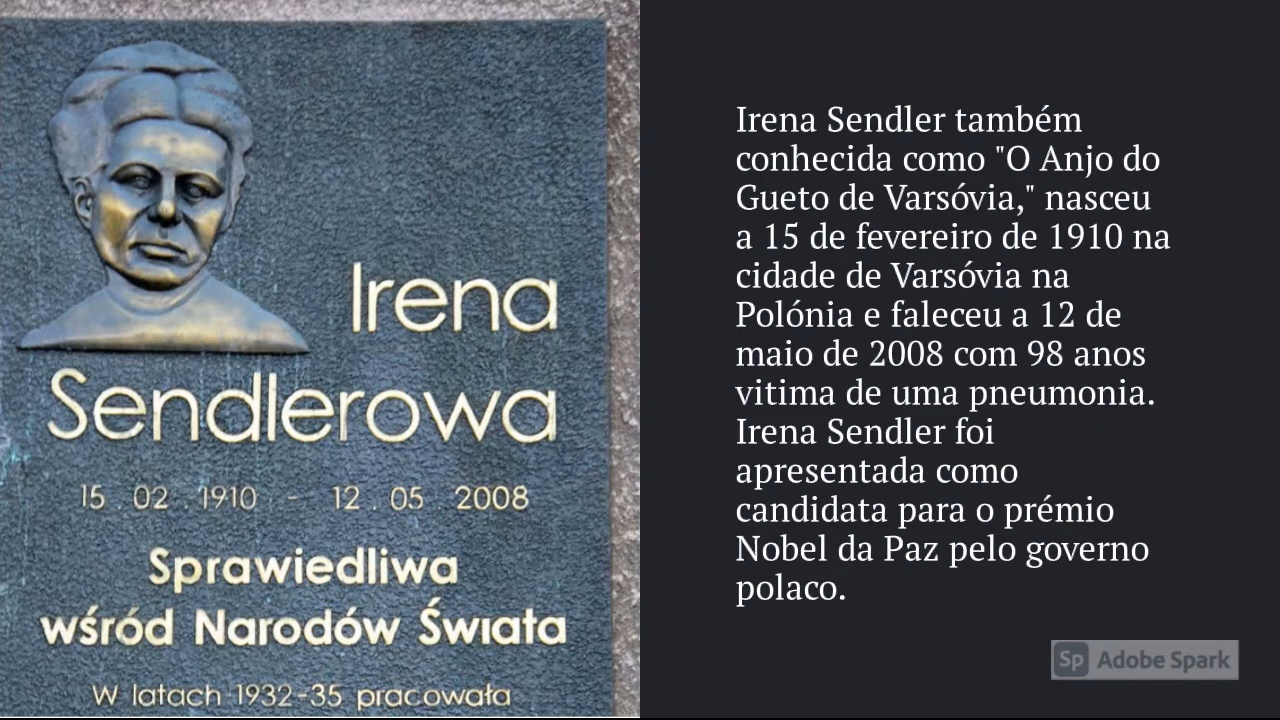 Irena
Sendlerowa
15 . 02 . 1910 - 12 . 05 . 2008
Sprawiedliwa
wśród Narodów Świata
W latach 1932-35 pracowała
Irena Sendler também
conhecida como "O Anjo do
Gueto de Varsóvia," nasceu
a 15 de fevereiro de 1910 na
cidade de Varsóvia na
Polónia e faleceu a 12 de
maio de 2008 com 98 anos
vitima de uma pneumonia.
Irena Sendler foi
apresentada como
candidata para o prémio
Nobel da Paz pelo governo
polaco.
Sp Adobe Spark